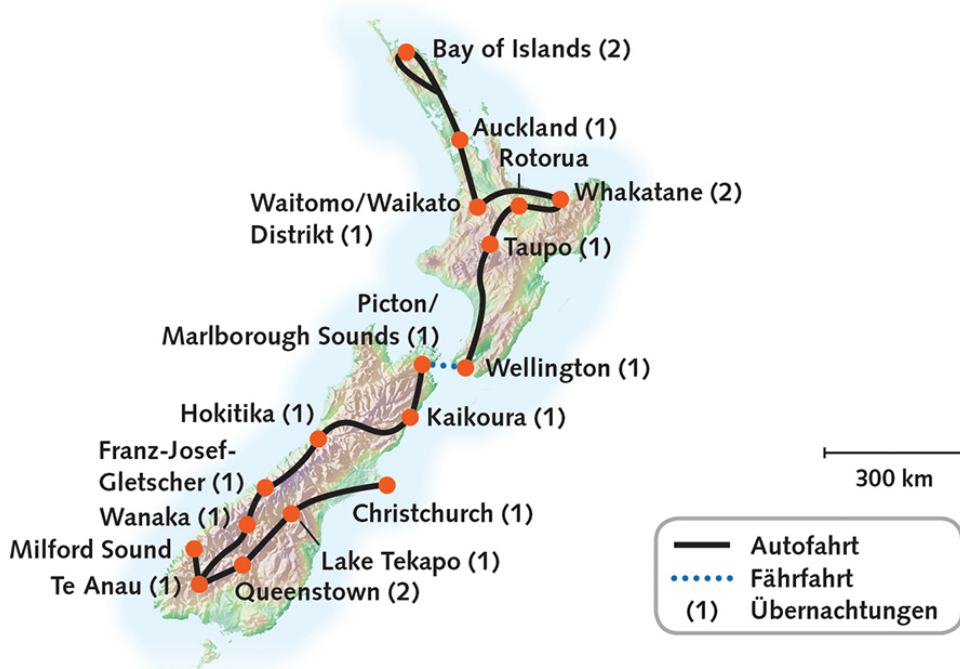 Bay of Islands (2)
Auckland (1)
Rotorua
Whakatane (2)
Waitomo/Waikato
Distrikt (1)
Taupo (1)
Picton/
Marlborough Sounds (1)
Wellington (1)
Hokitika (1)
Kaikoura (1)
Franz-Josef-
Gletscher (1)
300 km
Wanaka (1)
Christchurch (1)
Milford Sound
Lake Tekapo (1)
Te Anau (1)
Queenstown (2)
Autofahrt
Fährfahrt
(1) Übernachtungen